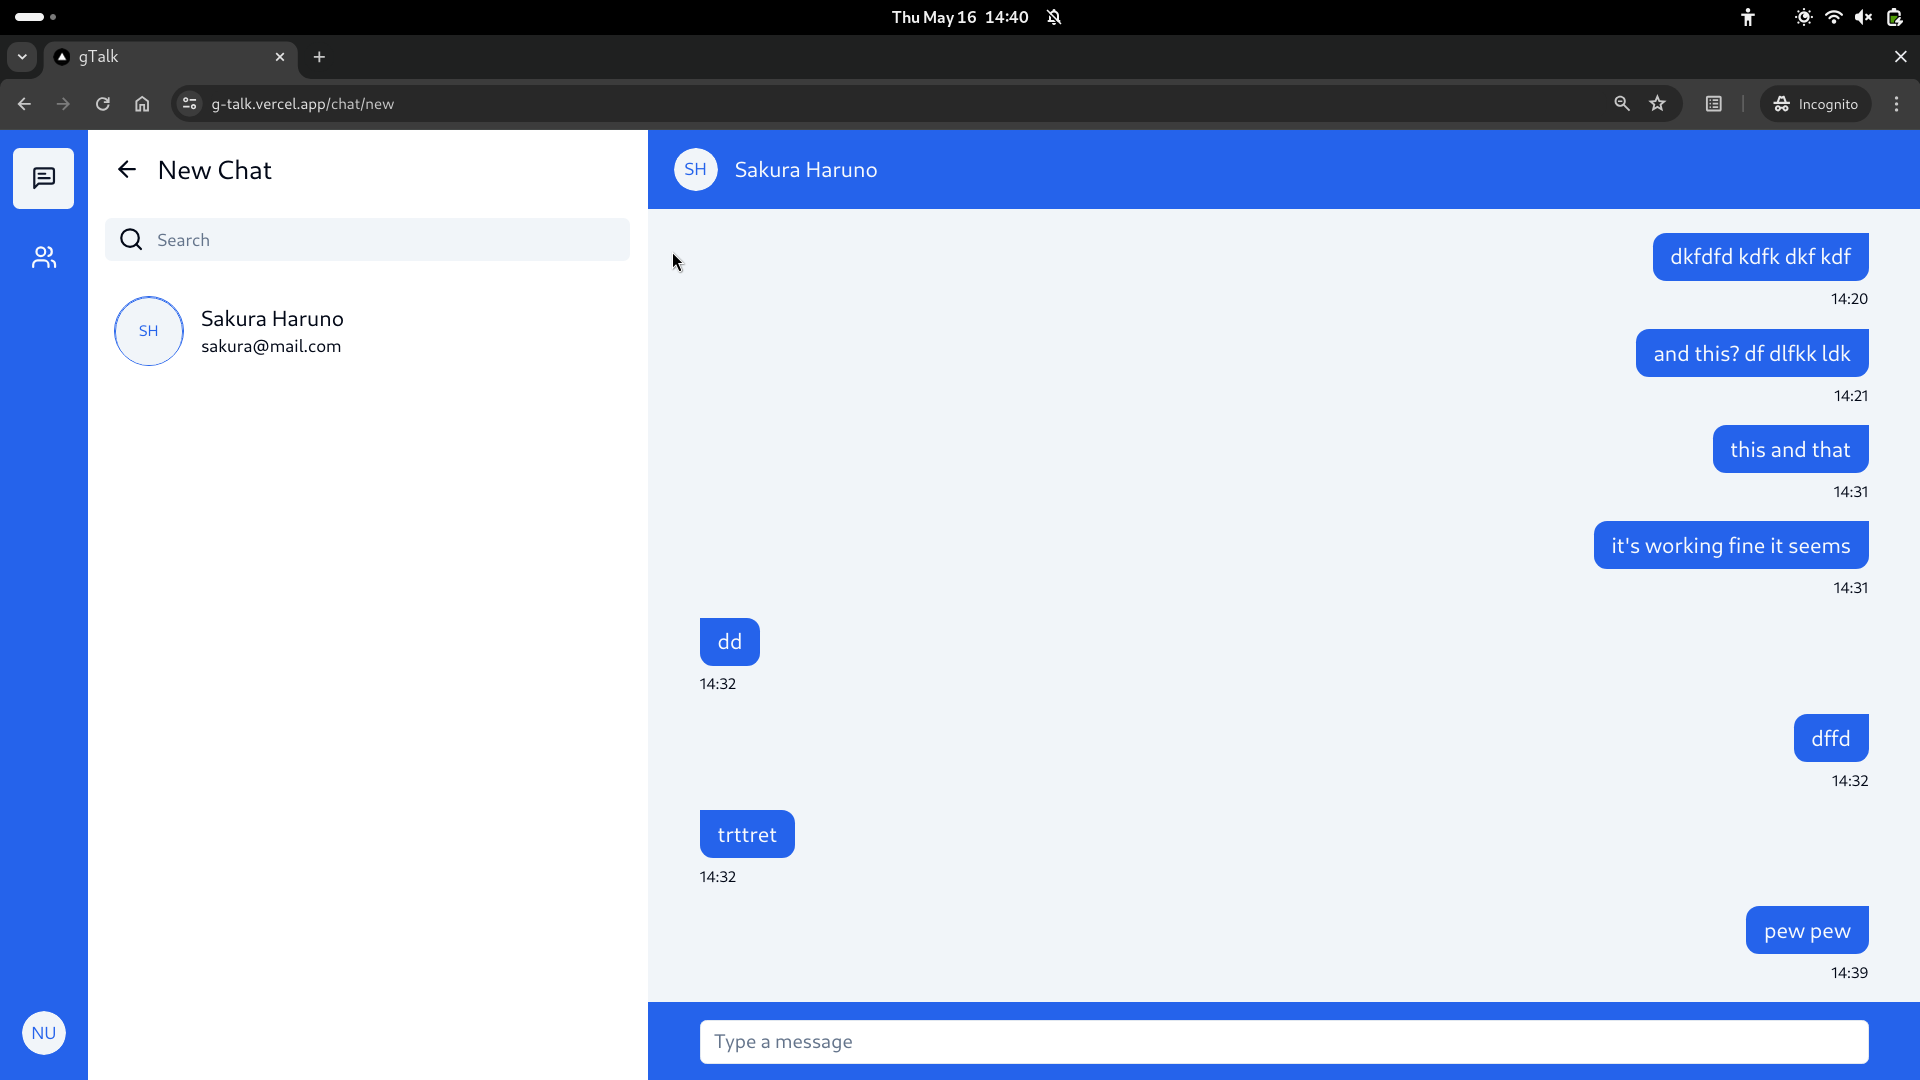 Thu May 16 14:40
gTalk
g-talk.vercel.app/chat/new
Incognito
New Chat
Search
SH
Sakura Haruno
sakura@mail.com
NU
SH
Sakura Haruno
dkfdfd kdfk dkf kdf
14:20
and this? df dlfkk ldk
14:21
this and that
14:31
it's working fine it seems
14:31
dd
14:32
dffd
14:32
trttret
14:32
pew pew
14:39
Type a message